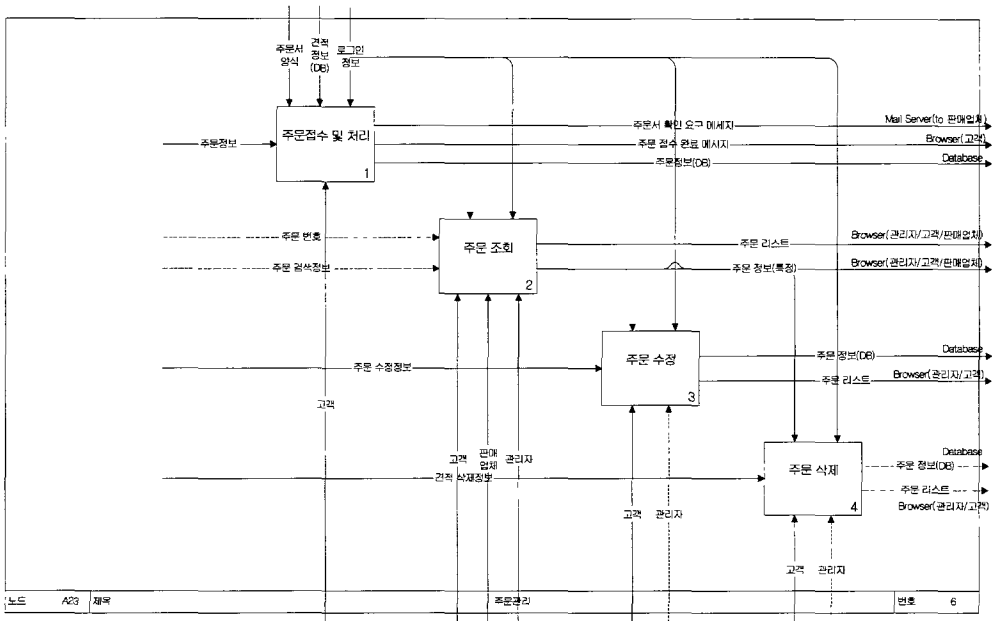 주문서
양식
견적
정보
(DB)
로그인
정보
주문정보
주문접수 및 처리
1
주문서 확인 요구 메세지
Mail Server(to 판매업체)
주문 접수 완료 메시지
Browser(고객)
주문정보(DB)
Database
주문 번호
주문 검색정보
주문 조회
2
주문 리스트
Browser(관리자/고객/판매업체)
주문 정보(특정)
Browser(관리자/고객/판매업체)
주문 수정정보
주문 수정
3
주문 정보(DB)
Database
주문 리스트
Browser(관리자/고객)
고객
고객
판매
업체
관리자
견적 삭제정보
주문 삭제
4
Database
주문 정보(DB)
주문 리스트
Browser(관리자/고객)
고객
관리자
고객
관리자
노드 A23 제목 주문관리 번호 6